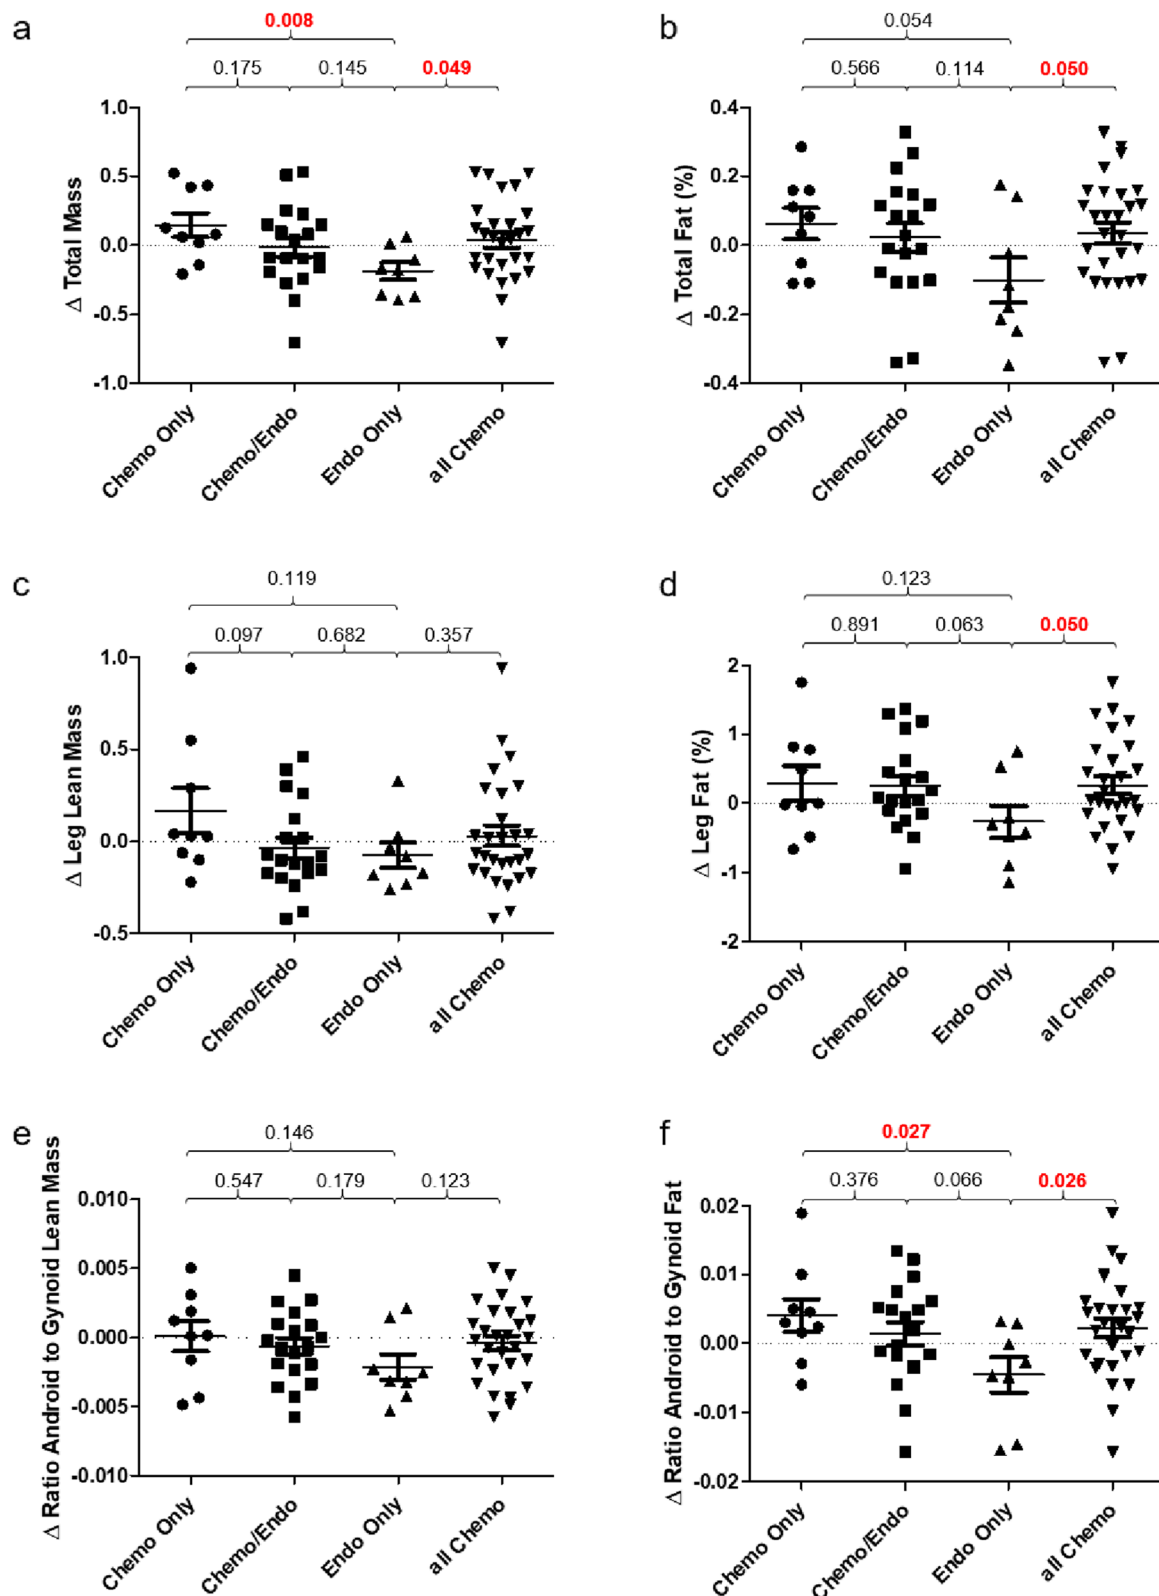 a
0.008
0.175 0.145 0.049
1.0
0.5
0.0
-0.5
-1.0
Δ Total Mass
Chemo Only
Chemo/Endo
Endo Only
all Chemo
b
0.054
0.566 0.114 0.050
0.4
0.2
0.0
-0.2
-0.4
Δ Total Fat (%)
Chemo Only
Chemo/Endo
Endo Only
all Chemo
c
0.119
0.097 0.682 0.357
1.0
0.5
0.0
-0.5
Δ Leg Lean Mass
Chemo Only
Chemo/Endo
Endo Only
all Chemo
d
0.123
0.891 0.063 0.050
2
1
0
-1
-2
Δ Leg Fat (%)
Chemo Only
Chemo/Endo
Endo Only
all Chemo
e
0.146
0.547 0.179 0.123
0.010
0.005
0.000
-0.005
-0.010
Δ Ratio Android to Gynoid Lean Mass
Chemo Only
Chemo/Endo
Endo Only
all Chemo
f
0.027
0.376 0.066 0.026
0.02
0.01
0.00
-0.01
-0.02
Δ Ratio Android to Gynoid Fat
Chemo Only
Chemo/Endo
Endo Only
all Chemo